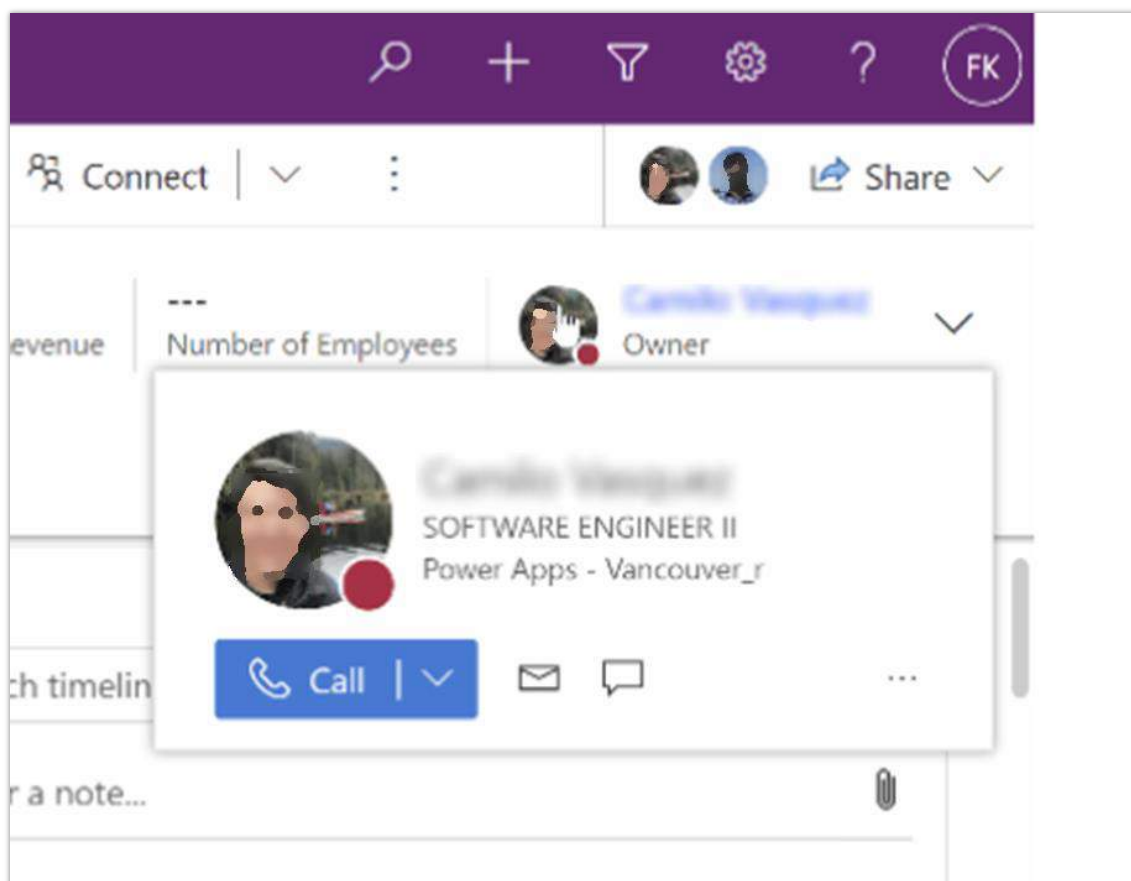 FK
Connect
Share
---
evenue
Number of Employees
Owner
SOFTWARE ENGINEER II
Power Apps - Vancouver_r
Call
...
ch timelin
r a note...